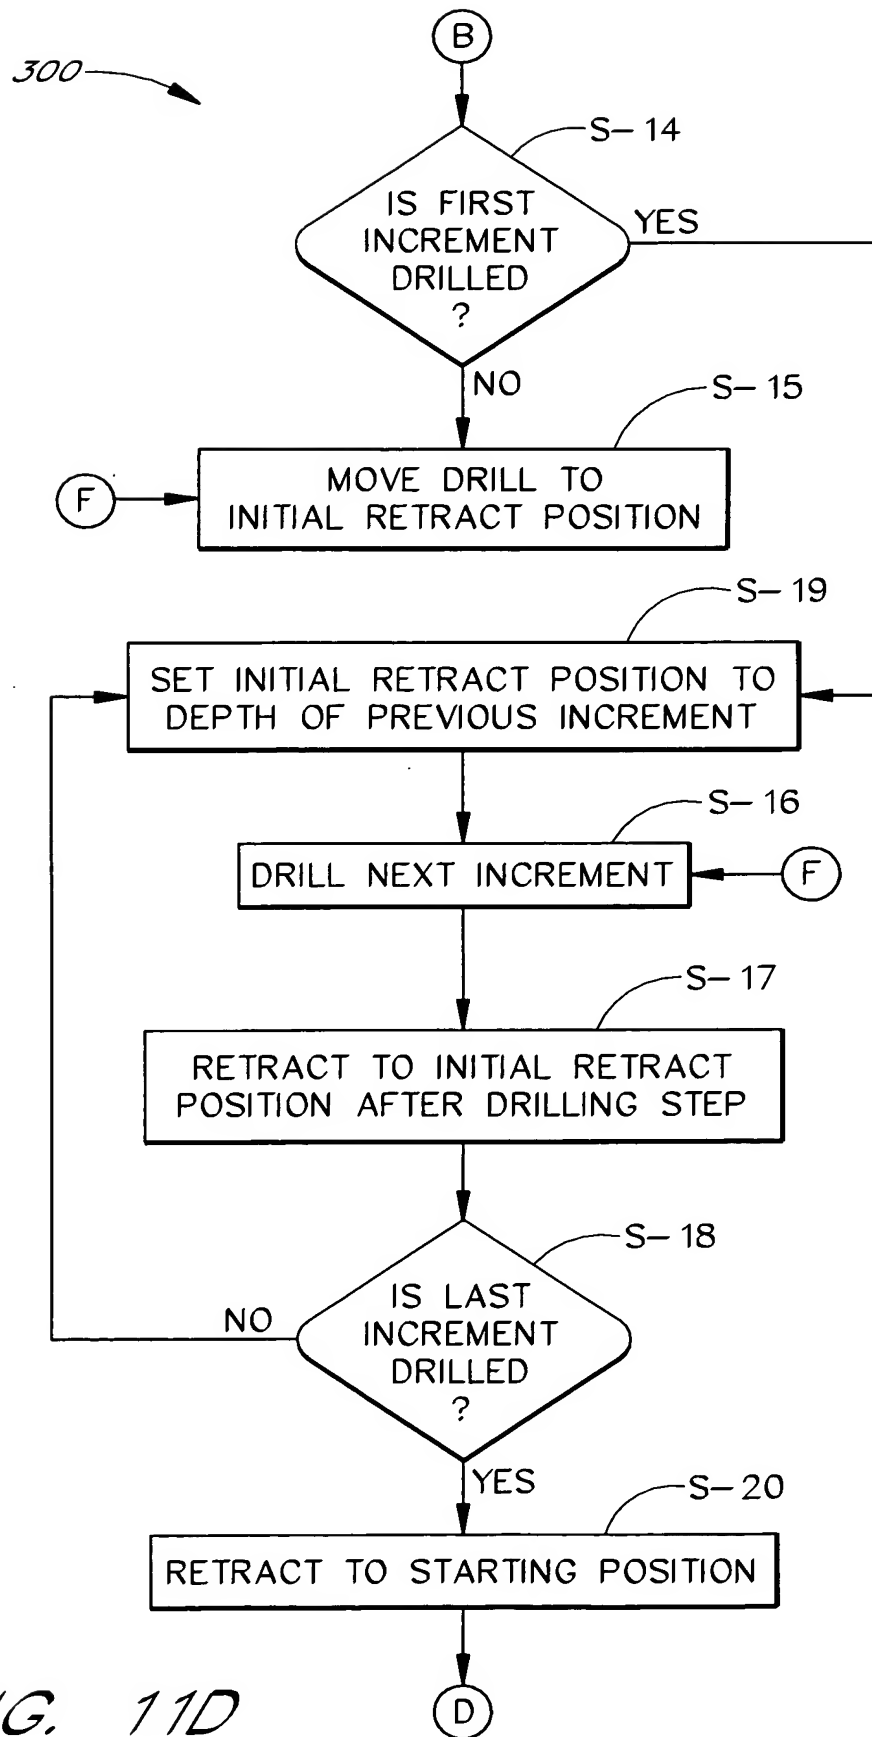 B
300
S-14
IS FIRST
INCREMENT
DRILLED
?
YES
NO
S-15
F
MOVE DRILL TO
INITIAL RETRACT POSITION
S-19
SET INITIAL RETRACT POSITION TO
DEPTH OF PREVIOUS INCREMENT
S-16
DRILL NEXT INCREMENT
F
S-17
RETRACT TO INITIAL RETRACT
POSITION AFTER DRILLING STEP
S-18
IS LAST
INCREMENT
DRILLED
?
NO
YES
S-20
RETRACT TO STARTING POSITION
D
G. 11D